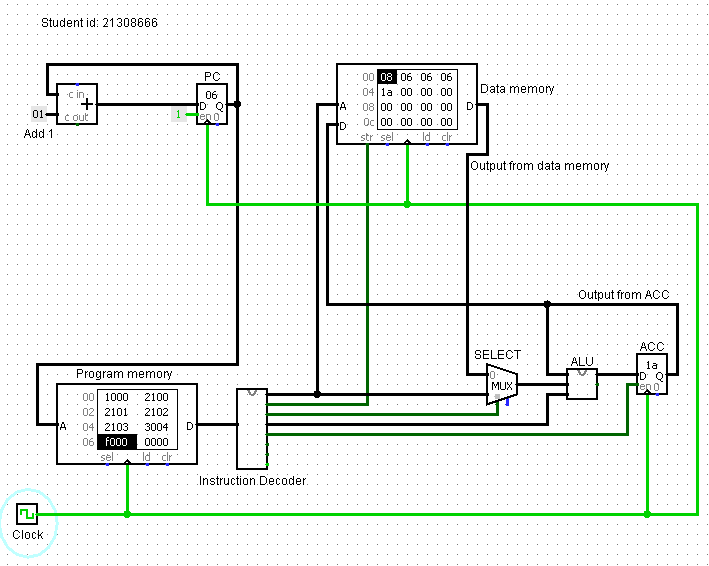 Student id: 21308666
PC
c in
+
c out
01
Add 1
06
D Q
en 0
1
00 08 06 06 06
04 1a 00 00 00
08 00 00 00 00
0c 00 00 00 00
A
D
D
str sel ld clr
Data memory
Output from data memory
Output from ACC
SELECT
0
MUX
ALU
ACC
1a
D Q
en 0
Program memory
00 1000 2100
02 2101 2102
04 2103 3004
06 f000 0000
A
D
sel ld clr
Instruction Decoder
Clock